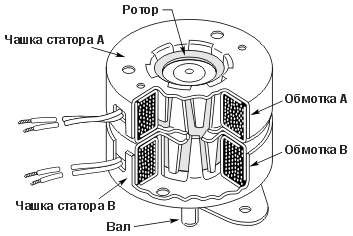 Ротор
Чашка статора А
Обмотка А
Обмотка В
Чашка статора В
Вал